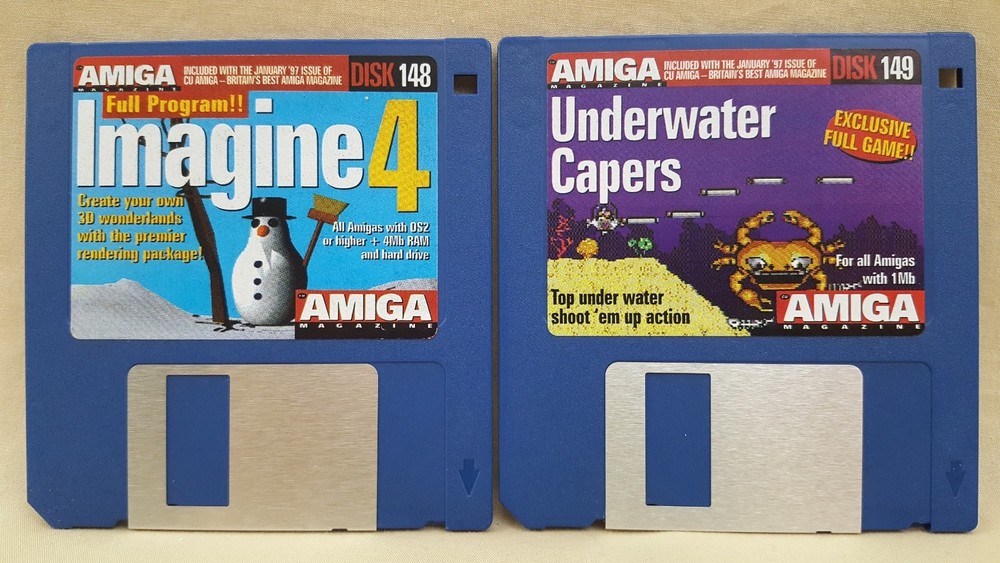 AMIGA
MAGAZINE
INCLUDED WITH THE JANUARY '97 ISSUE OF
CU AMIGA – BRITAIN'S BEST AMIGA MAGAZINE
DISK 148
Full Program!!
Imagine 4
Create your own
3D wonderlands
with the premier
rendering package!
All Amigas with OS2
or higher + 4Mb RAM
and hard drive
AMIGA
MAGAZINE
AMIGA
MAGAZINE
INCLUDED WITH THE JANUARY '97 ISSUE OF
CU AMIGA – BRITAIN'S BEST AMIGA MAGAZINE
DISK 149
Underwater
Capers
EXCLUSIVE
FULL GAME!!
For all Amigas
with 1Mb
Top under water
shoot 'em up action
AMIGA
MAGAZINE